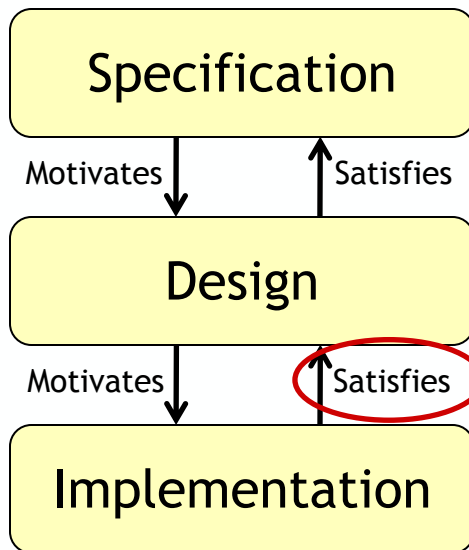 Specification
Motivates Satisfies
Design
Motivates Satisfies
Implementation